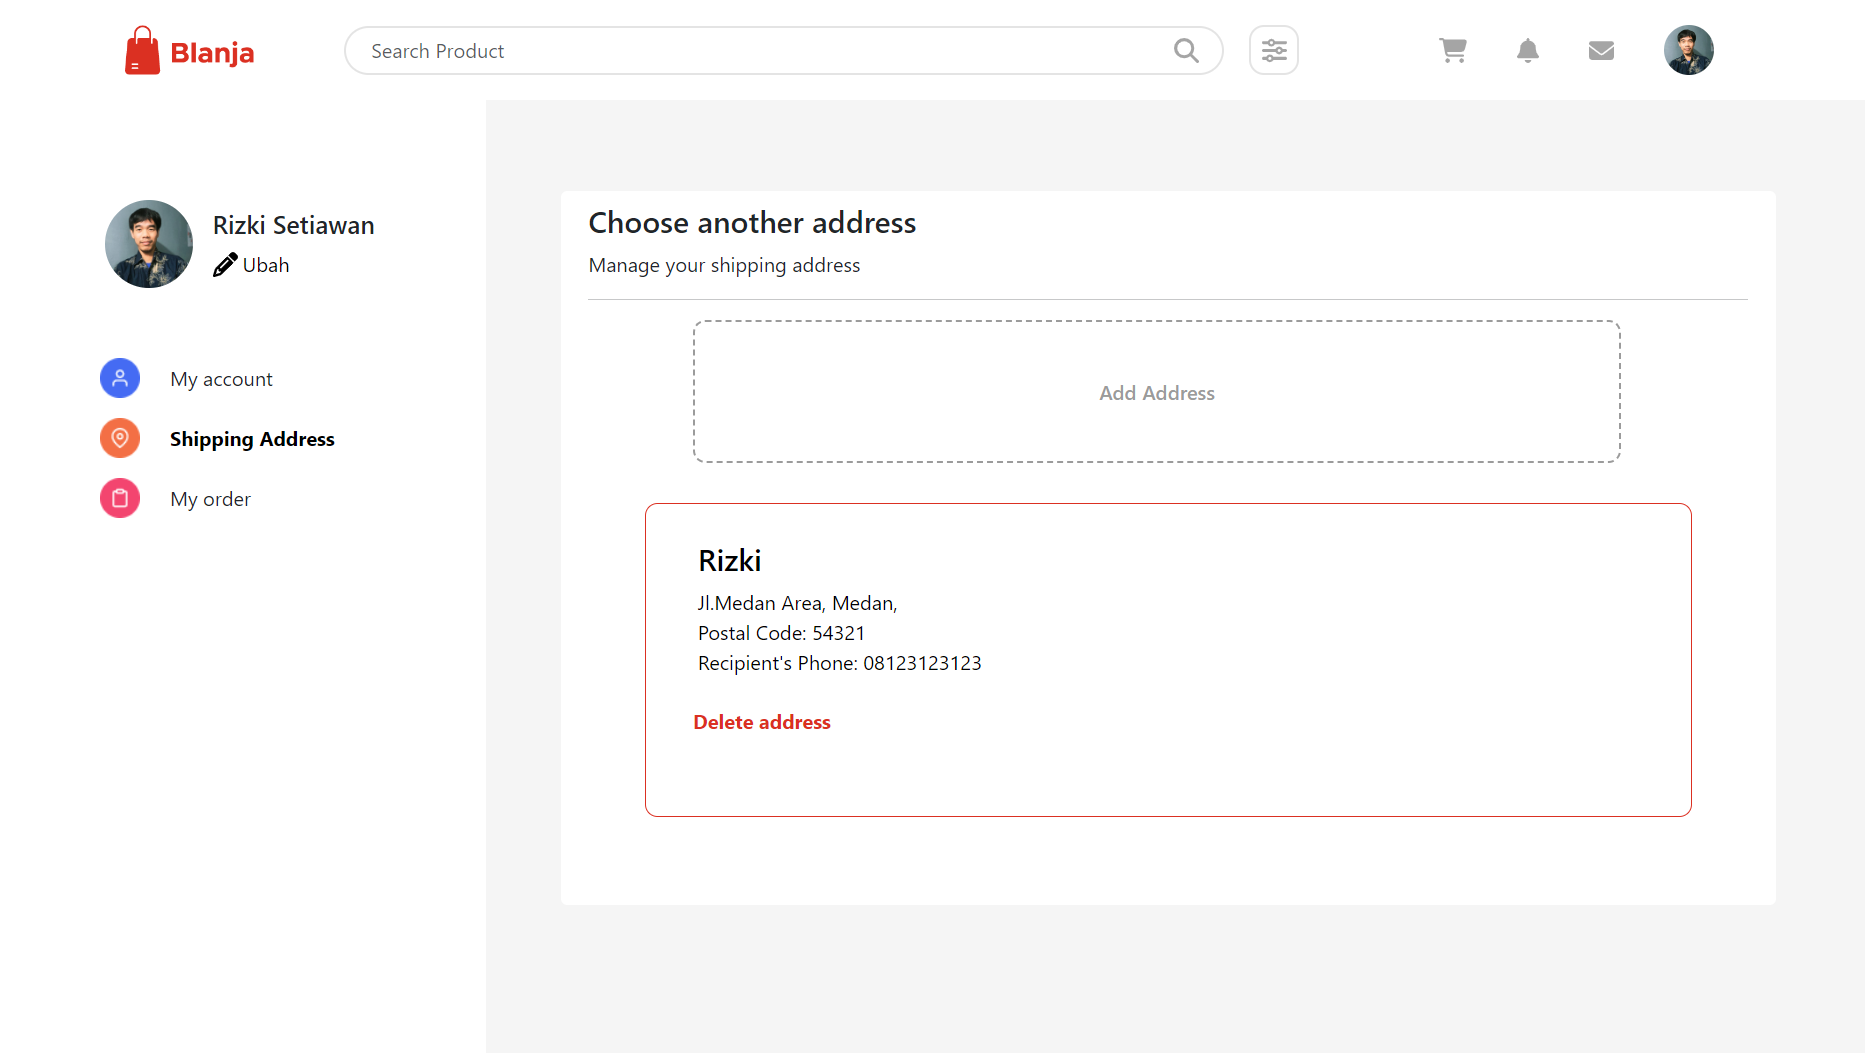 Blanja
Search Product
Rizki Setiawan
Ubah
My account
Shipping Address
My order
Choose another address
Manage your shipping address
Add Address
Rizki
Jl.Medan Area, Medan,
Postal Code: 54321
Recipient's Phone: 08123123123
Delete address